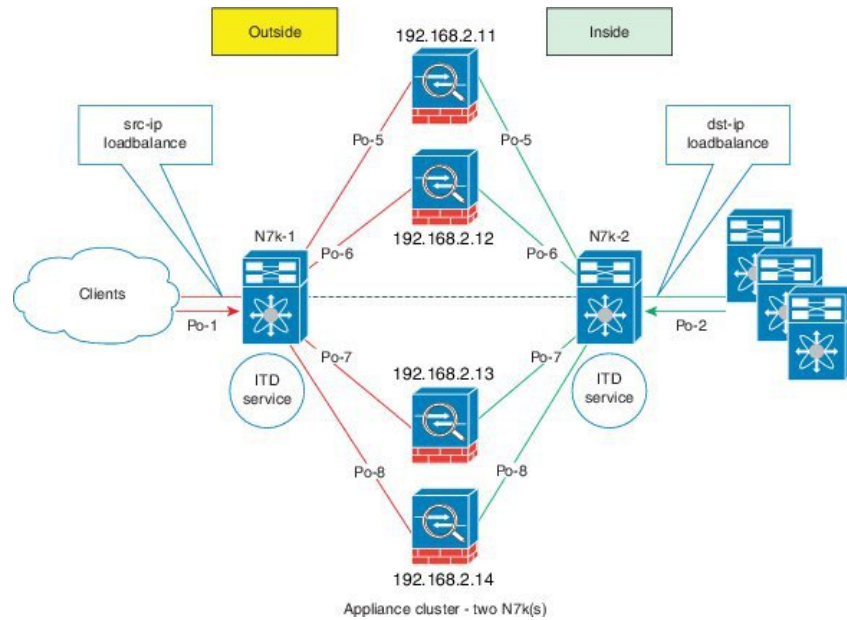 Outside
192.168.2.11
Inside
src-ip
loadbalance
dst-ip
loadbalance
Po-5
Po-5
N7k-1
192.168.2.12
N7k-2
Po-6
Po-6
Clients
Po-1
Po-2
Po-7
192.168.2.13
Po-7
ITD
service
ITD
service
Po-8
Po-8
192.168.2.14
Appliance cluster - two N7k(s)